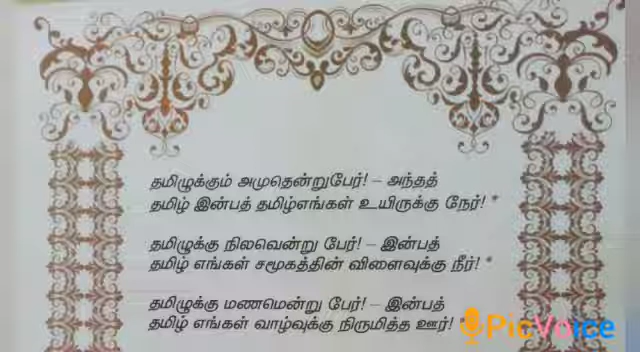 தமிழுக்கும் அமுதென்றுபேர்! – அந்தத்
தமிழ் இன்பத் தமிழ்எங்கள் உயிருக்கு நேர்! *
தமிழுக்கு நிலவென்று பேர்! – இன்பத்
தமிழ் எங்கள் சமூகத்தின் விளைவுக்கு நீர்! *
தமிழுக்கு மணமென்று பேர்! – இன்பத்
தமிழ் எங்கள் வாழ்வுக்கு நிருமித்த ஊர்! *
PicVoice